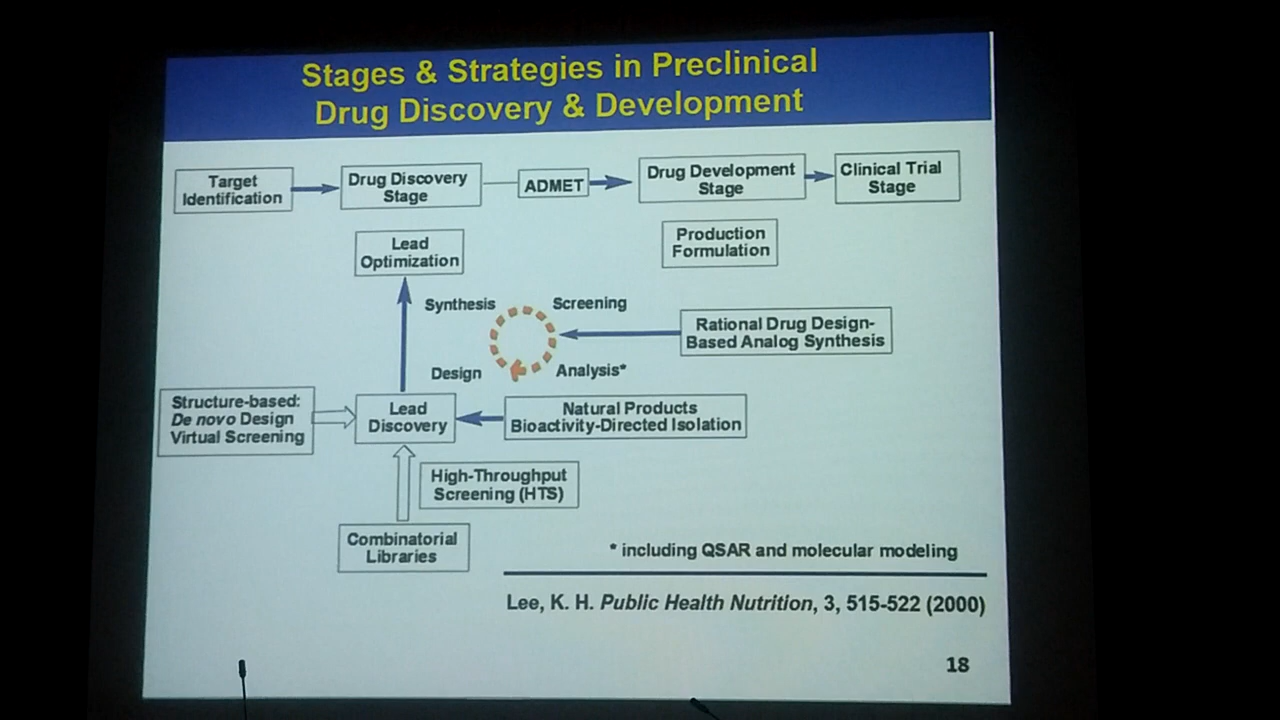 Stages & Strategies in Preclinical
Drug Discovery & Development
Target
Identification
Drug Discovery
Stage
ADMET
Drug Development
Stage
Clinical Trial
Stage
Lead
Optimization
Production
Formulation
Synthesis
Screening
Rational Drug Design-
Based Analog Synthesis
Design
Analysis*
Structure-based:
De novo Design
Virtual Screening
Lead
Discovery
Natural Products
Bioactivity-Directed Isolation
High-Throughput
Screening (HTS)
Combinatorial
Libraries
* including QSAR and molecular modeling
Lee, K. H. Public Health Nutrition, 3, 515-522 (2000)
18